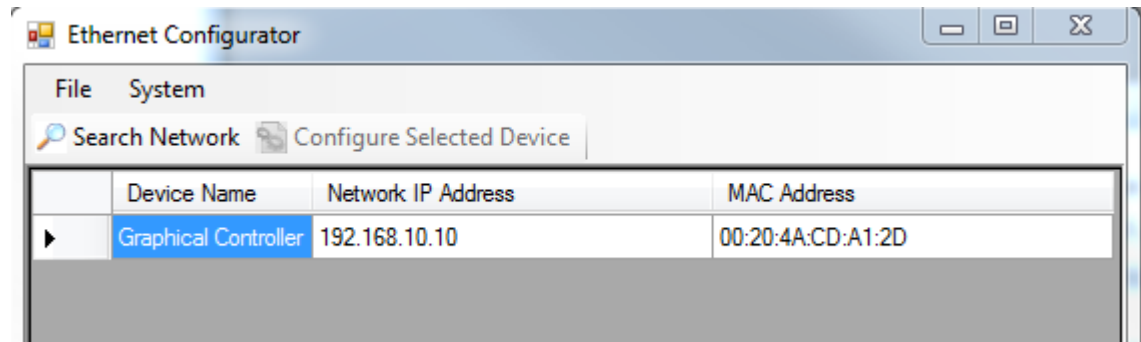 Ethernet Configurator
File System
Search Network Configure Selected Device
Device Name Network IP Address MAC Address
Graphical Controller 192.168.10.10 00:20:4A:CD:A1:2D